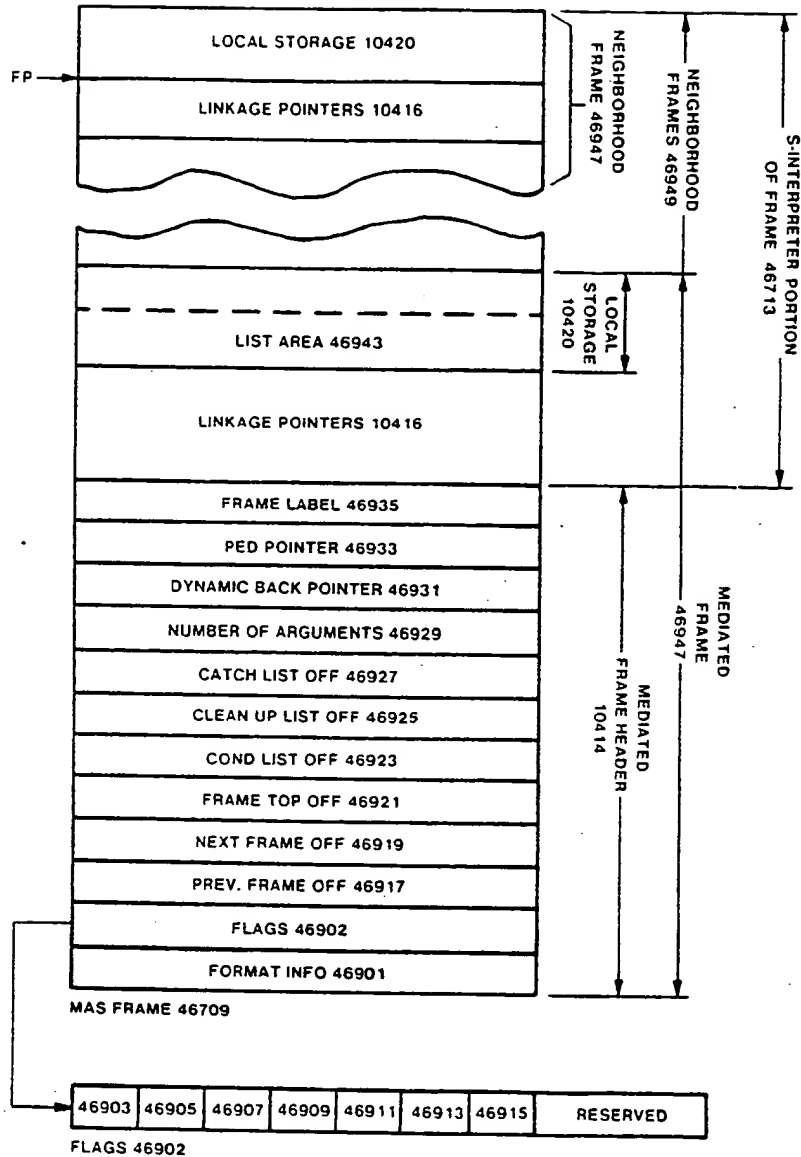 LOCAL STORAGE 10420
FP
LINKAGE POINTERS 10416
NEIGHBORHOOD
FRAME 46947
NEIGHBORHOOD
FRAMES 46949
S-INTERPRETER PORTION
OF FRAME 46713
LIST AREA 46943
LOCAL
STORAGE
10420
LINKAGE POINTERS 10416
FRAME LABEL 46935
PED POINTER 46933
DYNAMIC BACK POINTER 46931
NUMBER OF ARGUMENTS 46929
CATCH LIST OFF 46927
CLEAN UP LIST OFF 46925
COND LIST OFF 46923
FRAME TOP OFF 46921
NEXT FRAME OFF 46919
PREV. FRAME OFF 46917
FLAGS 46902
FORMAT INFO 46901
MEDIATED
FRAME
46947
MEDIATED
FRAME HEADER
10414
MAS FRAME 46709
46903 46905 46907 46909 46911 46913 46915 RESERVED
FLAGS 46902